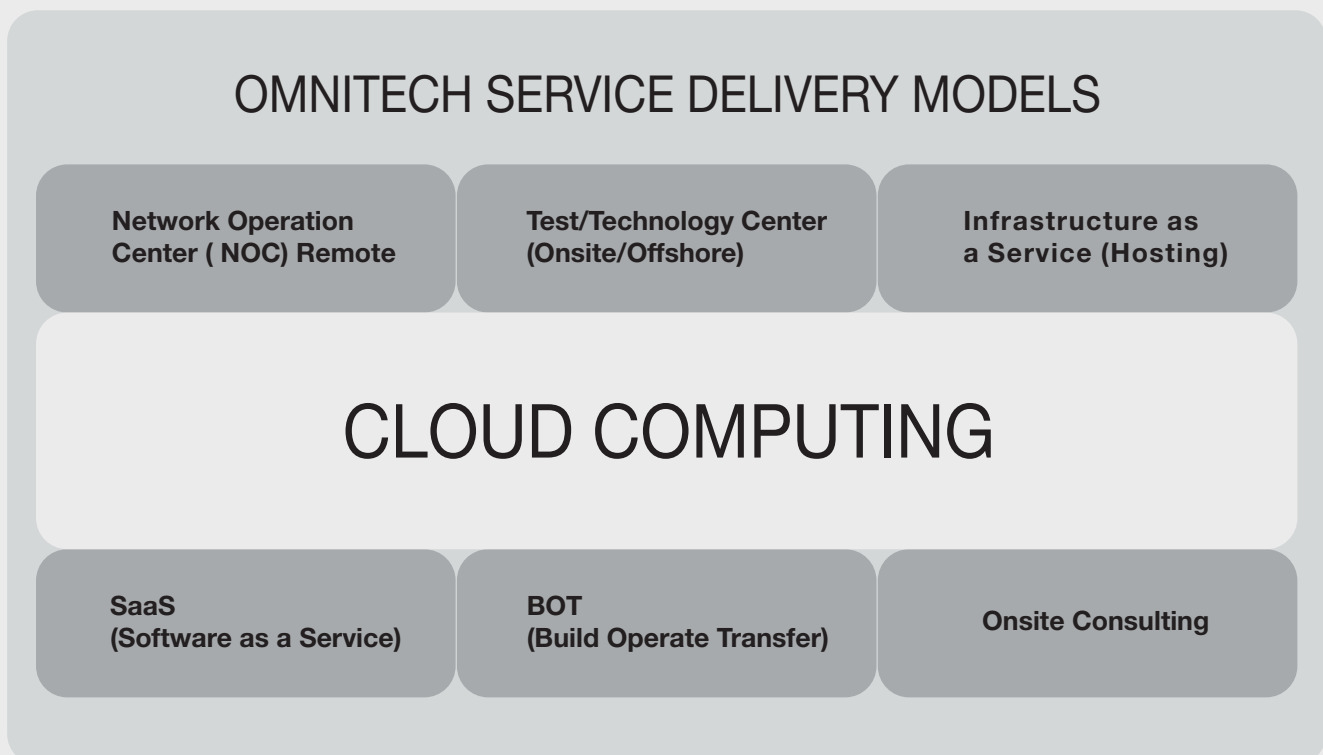 OMNITECH SERVICE DELIVERY MODELS
Network Operation
Center ( NOC) Remote
Test/Technology Center
(Onsite/Offshore)
Infrastructure as
a Service (Hosting)
CLOUD COMPUTING
SaaS
(Software as a Service)
BOT
(Build Operate Transfer)
Onsite Consulting